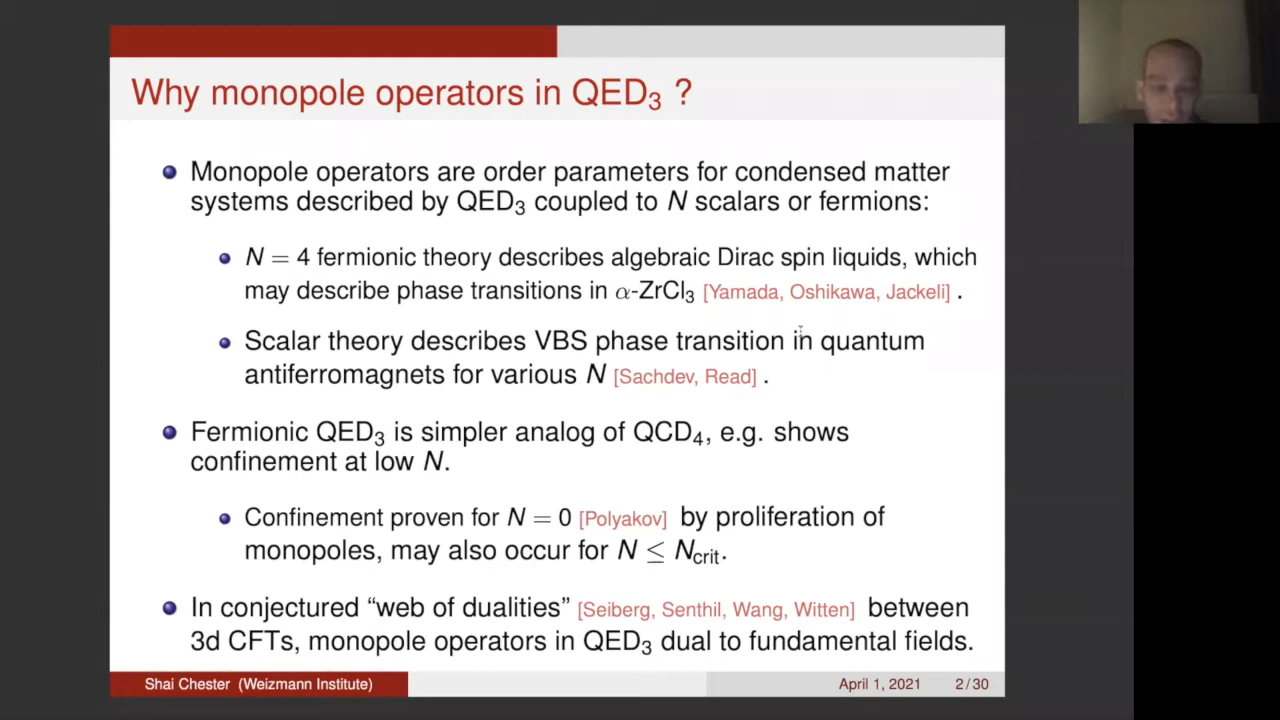 Why monopole operators in QED₃ ?
Monopole operators are order parameters for condensed matter
systems described by QED₃ coupled to N scalars or fermions:
N = 4 fermionic theory describes algebraic Dirac spin liquids, which
may describe phase transitions in α-ZrCl₃ [Yamada, Oshikawa, Jackeli] .
Scalar theory describes VBS phase transition in quantum
antiferromagnets for various N [Sachdev, Read] .
Fermionic QED₃ is simpler analog of QCD₄, e.g. shows
confinement at low N.
Confinement proven for N = 0 [Polyakov] by proliferation of
monopoles, may also occur for N ≤ N_crit.
In conjectured “web of dualities” [Seiberg, Senthil, Wang, Witten] between
3d CFTs, monopole operators in QED₃ dual to fundamental fields.
Shai Chester (Weizmann Institute) April 1, 2021 2 / 30